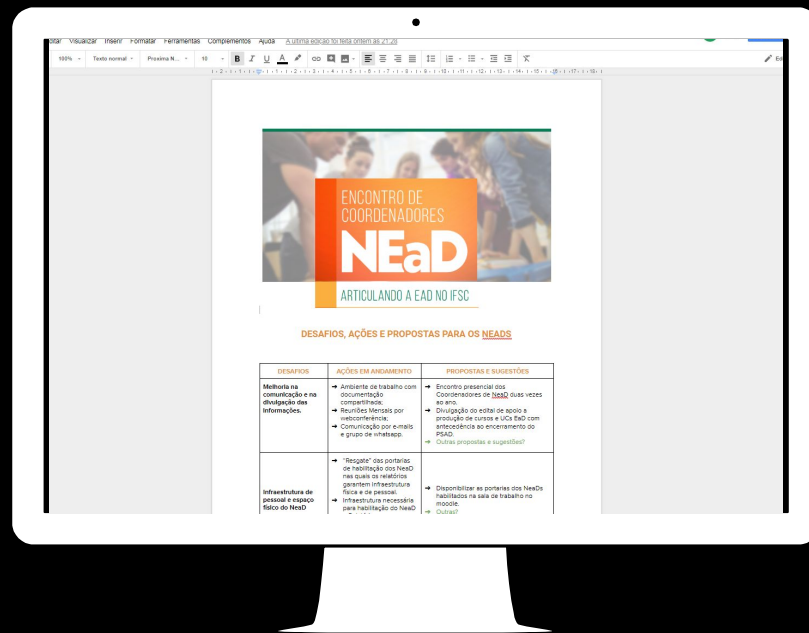 itar Visualizar Inserir Formatar Ferramentas Complementos Ajuda A última edição foi feita ontem às 21:28
100% Texto normal Proxima N... 10 B I U A
ENCONTRO DE
COORDENADORES
NEaD
ARTICULANDO A EAD NO IFSC
DESAFIOS, AÇÕES E PROPOSTAS PARA OS NEADS
DESAFIOS AÇÕES EM ANDAMENTO PROPOSTAS E SUGESTÕES
Melhoria na
comunicação e na
divulgação das
informações.
➔ Ambiente de trabalho com
documentação
compartilhada;
➔ Reuniões Mensais por
webconferência;
➔ Comunicação por e-mails
e grupo de whatsapp.
➔ Encontro presencial dos
Coordenadores de NeaD duas vezes
ao ano.
➔ Divulgação do edital de apoio a
produção de cursos e UCs EaD com
antecedência ao encerramento do
PSAD.
➔ Outras propostas e sugestões?
Infraestrutura de
pessoal e espaço
físico do NeaD
➔ "Resgate" das portarias
de habilitação dos NeaD
nas quais os relatórios
garantem infraestrutura
física e de pessoal.
➔ Infraestrutura necessária
para habilitação do NeaD
➔ Disponibilizar as portarias dos NeaDs
habilitados na sala de trabalho no
moodle.
➔ Outras?